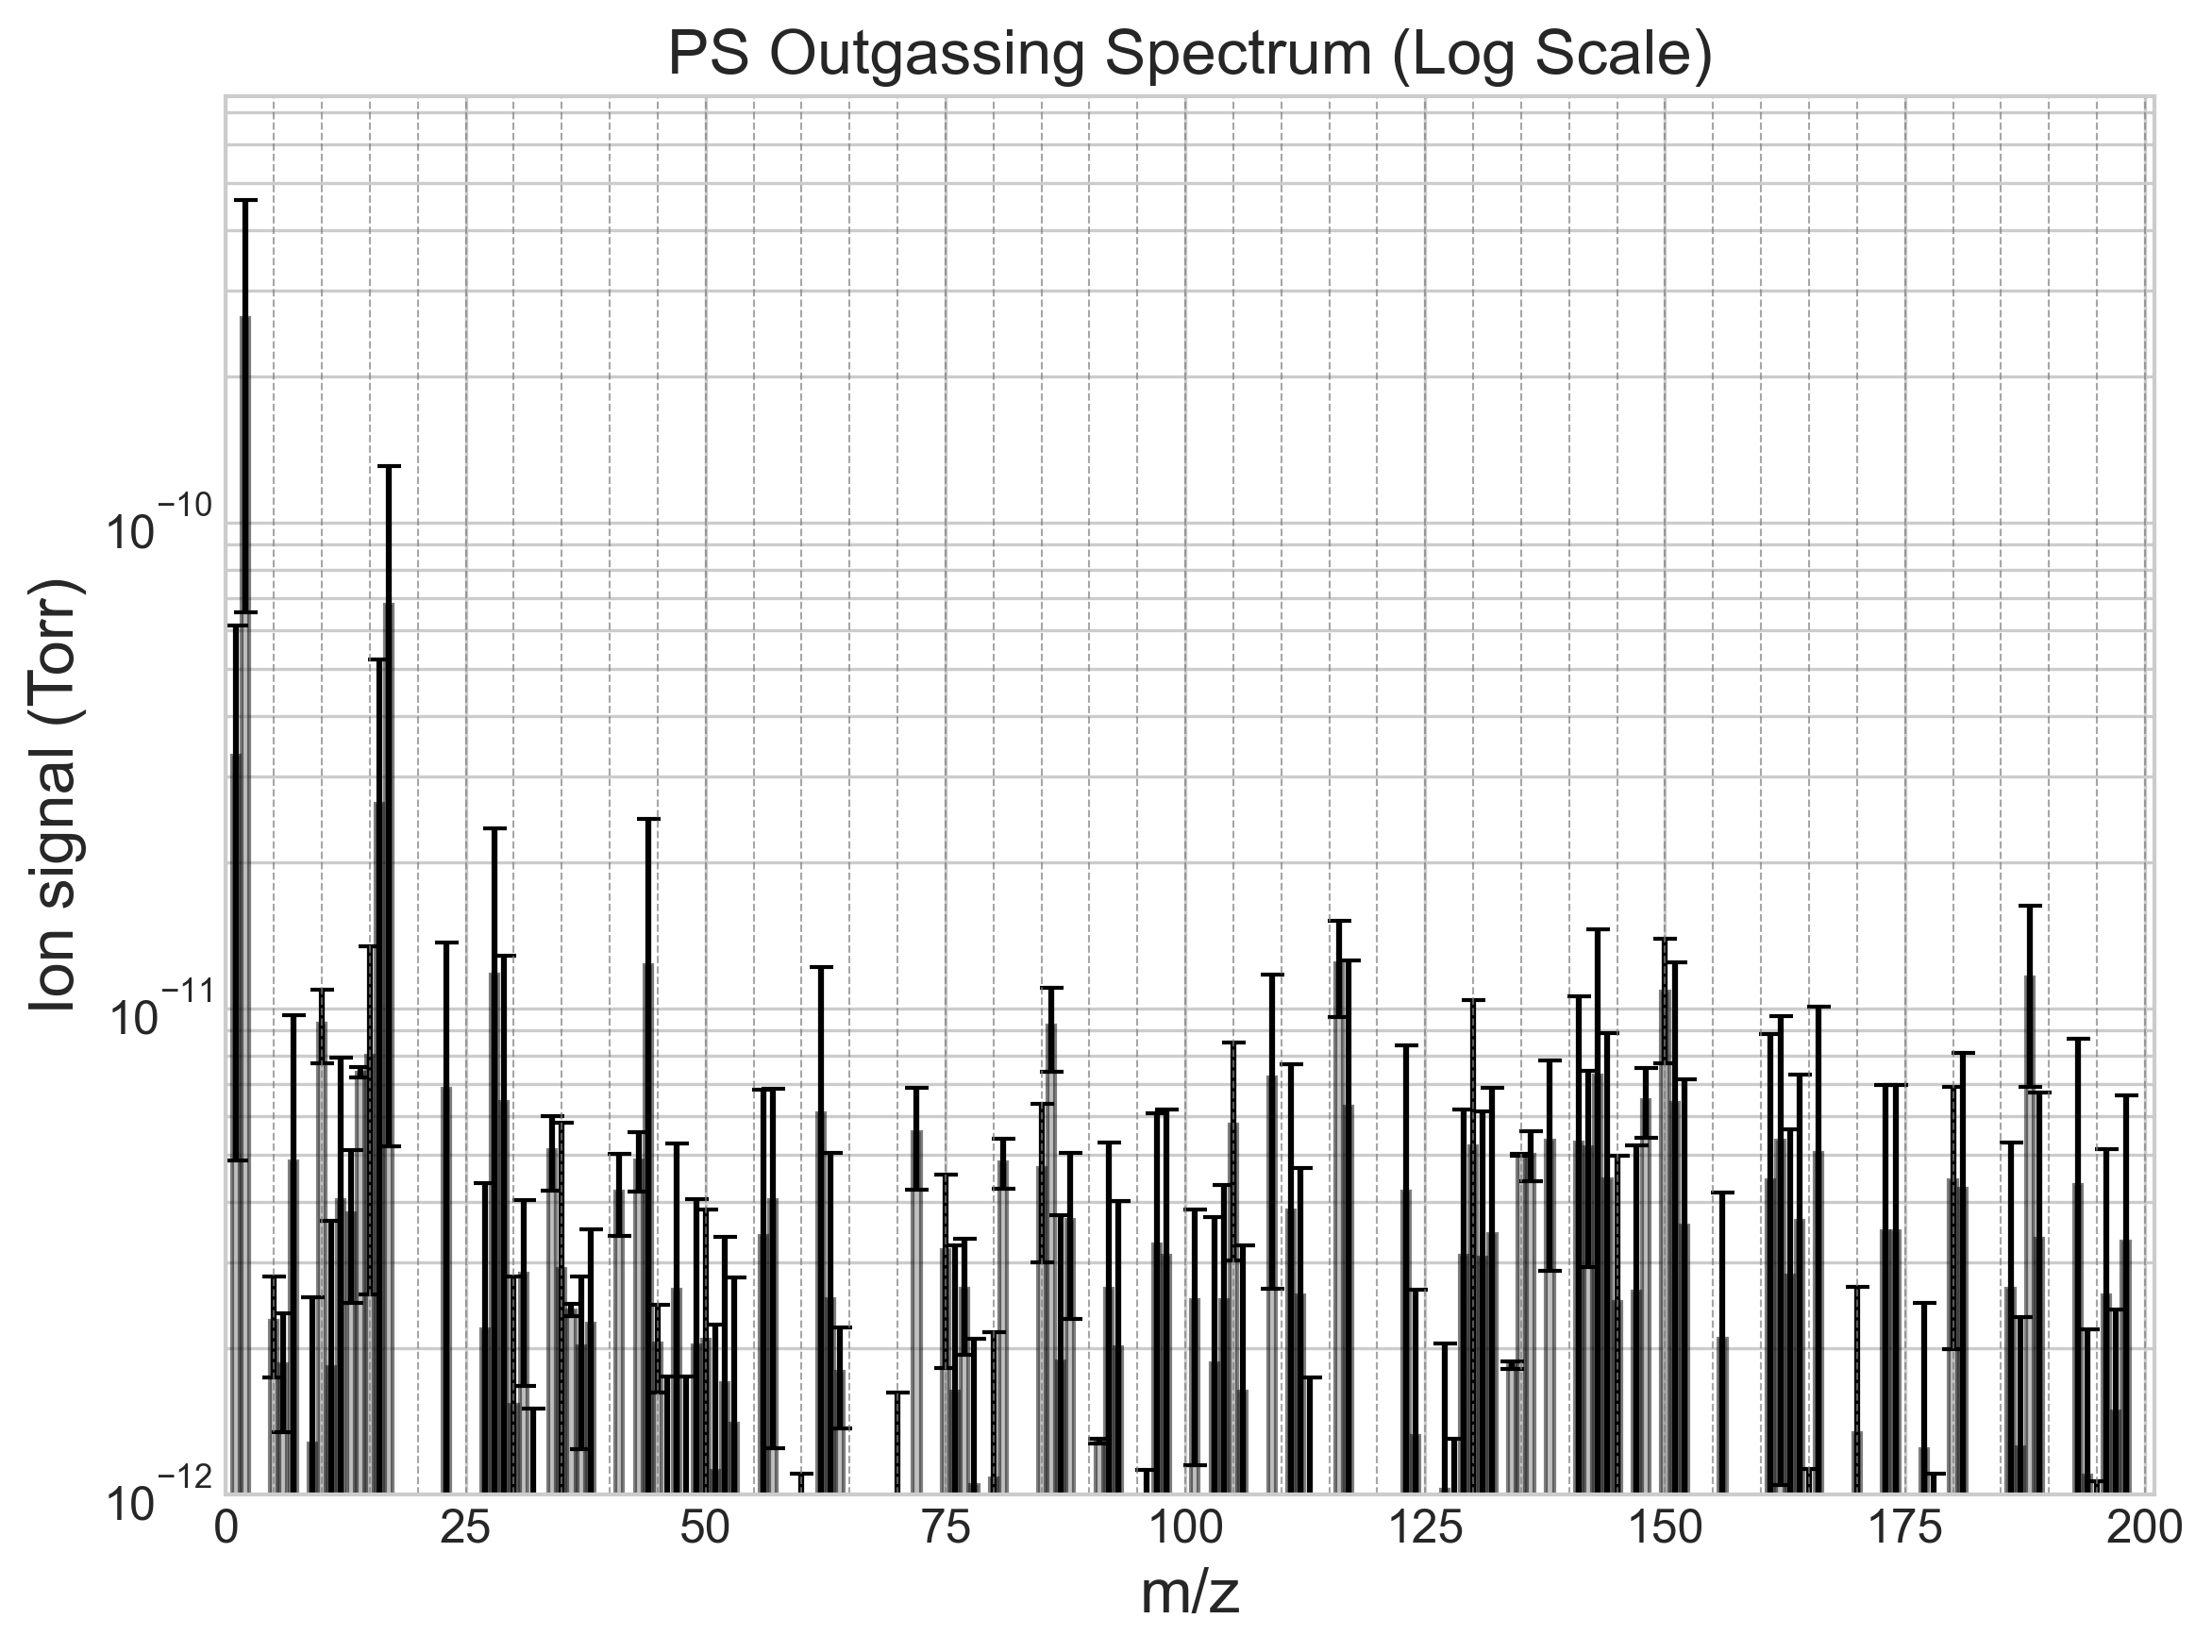 PS Outgassing Spectrum (Log Scale)
Ion signal (Torr)
10⁻¹⁰
10⁻¹¹
10⁻¹²
0 25 50 75 100 125 150 175 200
m/z